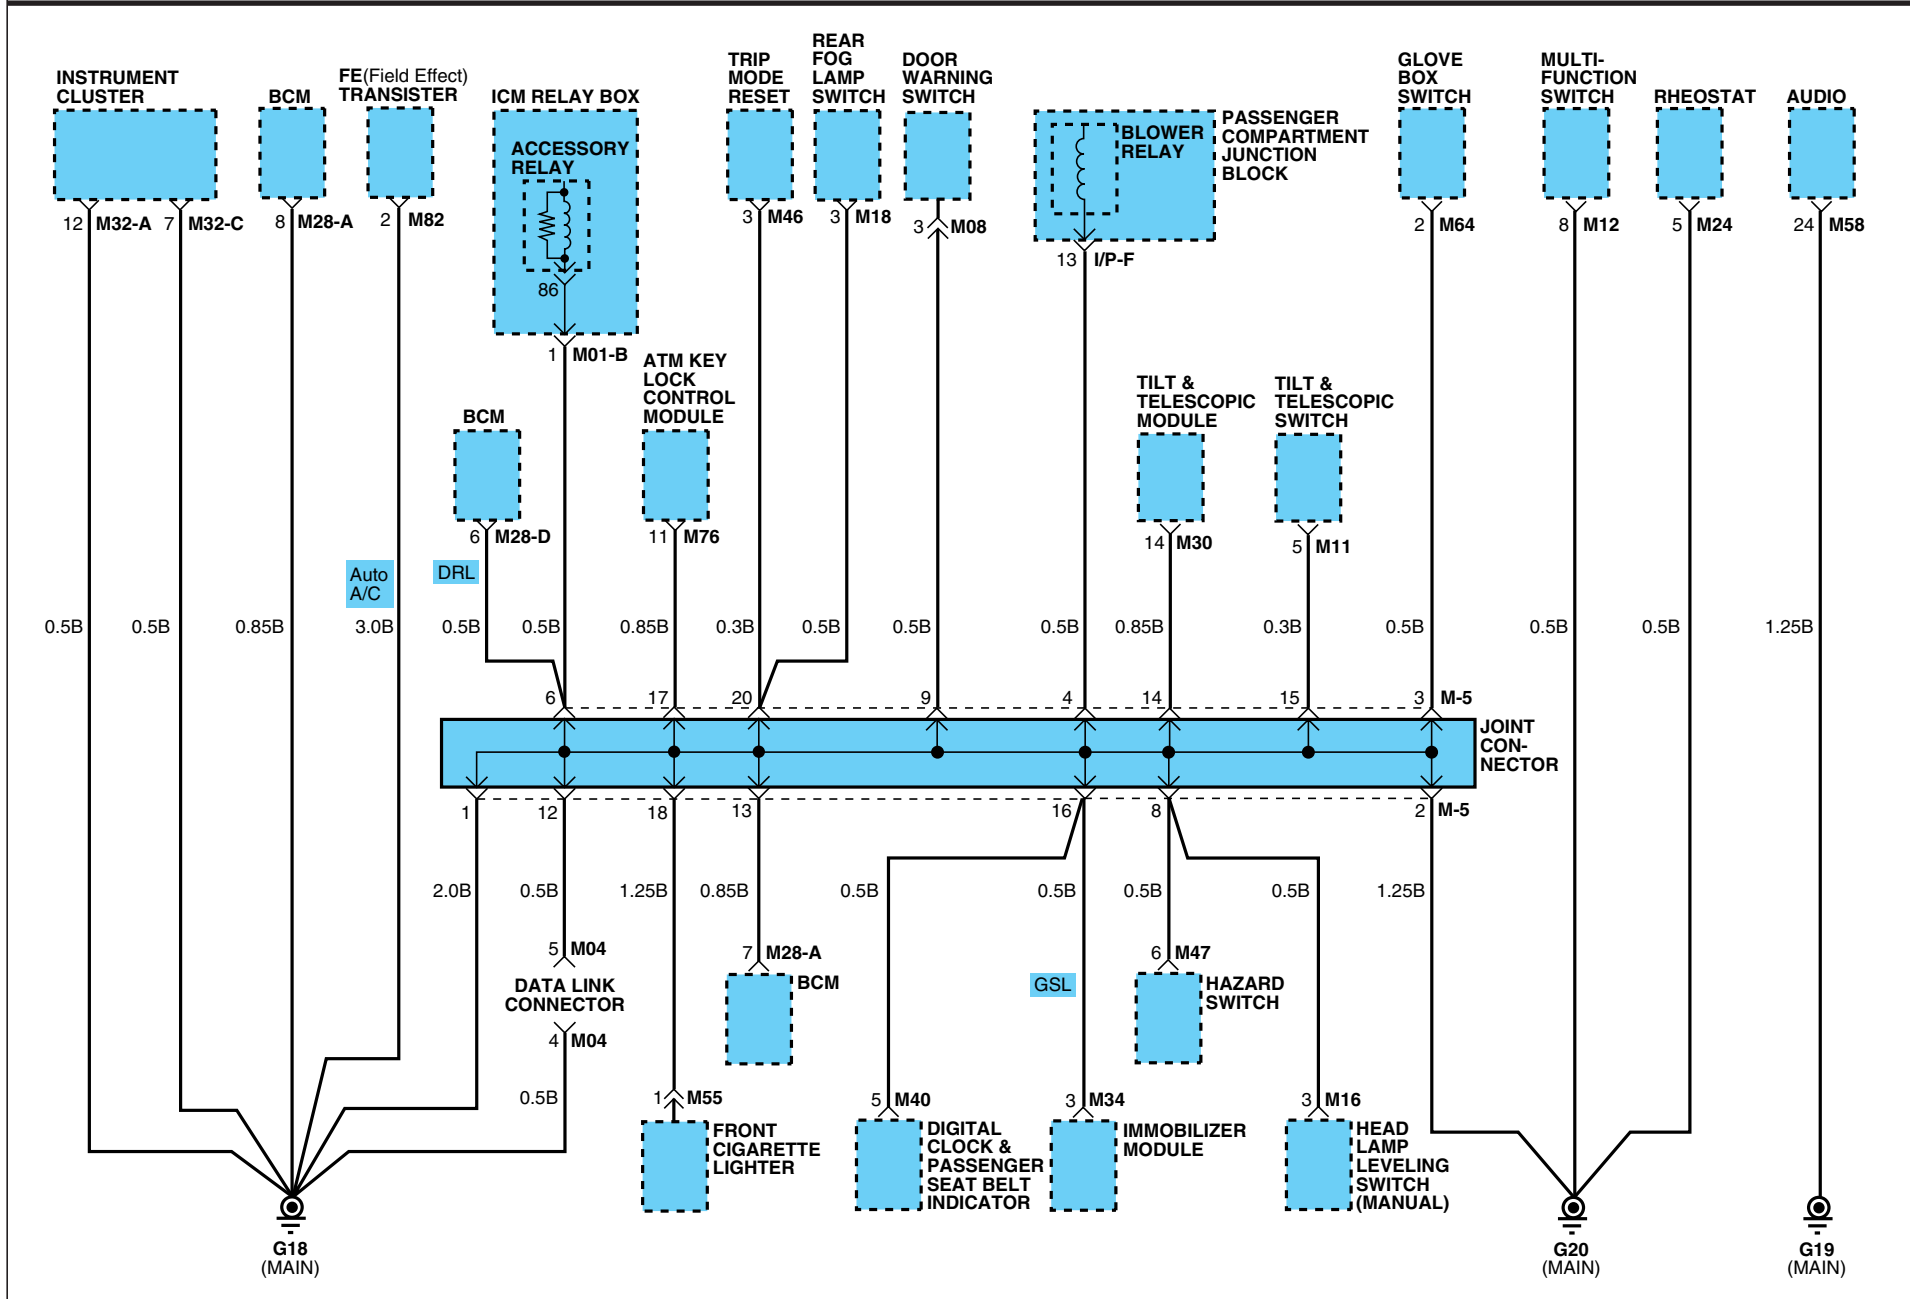 INSTRUMENT
CLUSTER
BCM
FE(Field Effect)
TRANSISTER
ICM RELAY BOX
ACCESSORY
RELAY
86
TRIP
MODE
RESET
REAR
FOG
LAMP
SWITCH
DOOR
WARNING
SWITCH
BLOWER
RELAY
PASSENGER
COMPARTMENT
JUNCTION
BLOCK
GLOVE
BOX
SWITCH
MULTI-
FUNCTION
SWITCH
RHEOSTAT
AUDIO
12 M32-A
7 M32-C
8 M28-A
2 M82
3 M46
3 M18
3 M08
13 I/P-F
2 M64
8 M12
5 M24
24 M58
1 M01-B
BCM
ATM KEY
LOCK
CONTROL
MODULE
TILT &
TELESCOPIC
MODULE
TILT &
TELESCOPIC
SWITCH
6 M28-D
11 M76
14 M30
5 M11
Auto
A/C
DRL
0.5B
0.5B
0.85B
3.0B
0.5B
0.5B
0.85B
0.3B
0.5B
0.5B
0.5B
0.85B
0.3B
0.5B
0.5B
0.5B
1.25B
6
17
20
9
4
14
15
3 M-5
JOINT
CON-
NECTOR
1
12
18
13
16
8
2 M-5
2.0B
0.5B
1.25B
0.85B
0.5B
0.5B
0.5B
0.5B
1.25B
5 M04
DATA LINK
CONNECTOR
4 M04
0.5B
7 M28-A
BCM
GSL
6 M47
HAZARD
SWITCH
1 M55
FRONT
CIGARETTE
LIGHTER
5 M40
DIGITAL
CLOCK &
PASSENGER
SEAT BELT
INDICATOR
3 M34
IMMOBILIZER
MODULE
3 M16
HEAD
LAMP
LEVELING
SWITCH
(MANUAL)
G18
(MAIN)
G20
(MAIN)
G19
(MAIN)